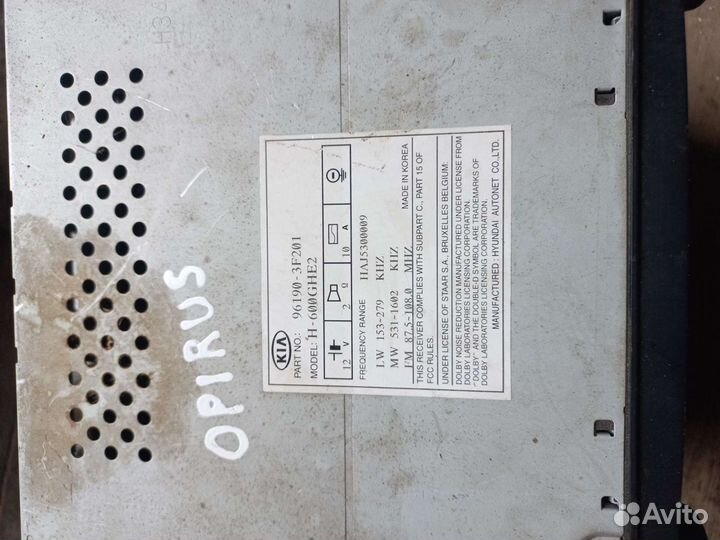 OPIRUS
KIA
PART NO.: 96190-3F201
MODEL: H-600GHE2
12 V 2 Ω 10 A
FREQUENCY RANGE HAJ5300009
LW 153-279 KHZ
MW 531-1602 KHZ
FM 87.5-108.0 MHZ MADE IN KOREA
THIS RECEIVER COMPLIES WITH SUBPART C., PART 15 OF
FCC RULES.
UNDER LICENSE OF STAAR S.A., BRUXELLES BELGIUM:
DOLBY NOISE REDUCTION MANUFACTURED UNDER LICENSE FROM
DOLBY LABORATORIES LICENSING CORPORATION.
"DOLBY" AND THE DOUBLE-D SYMBOL ARE TRADEMARKS OF
DOLBY LABORATORIES LICENSING CORPORATION.
MANUFACTURED : HYUNDAI AUTONET CO.,LTD.
Avito